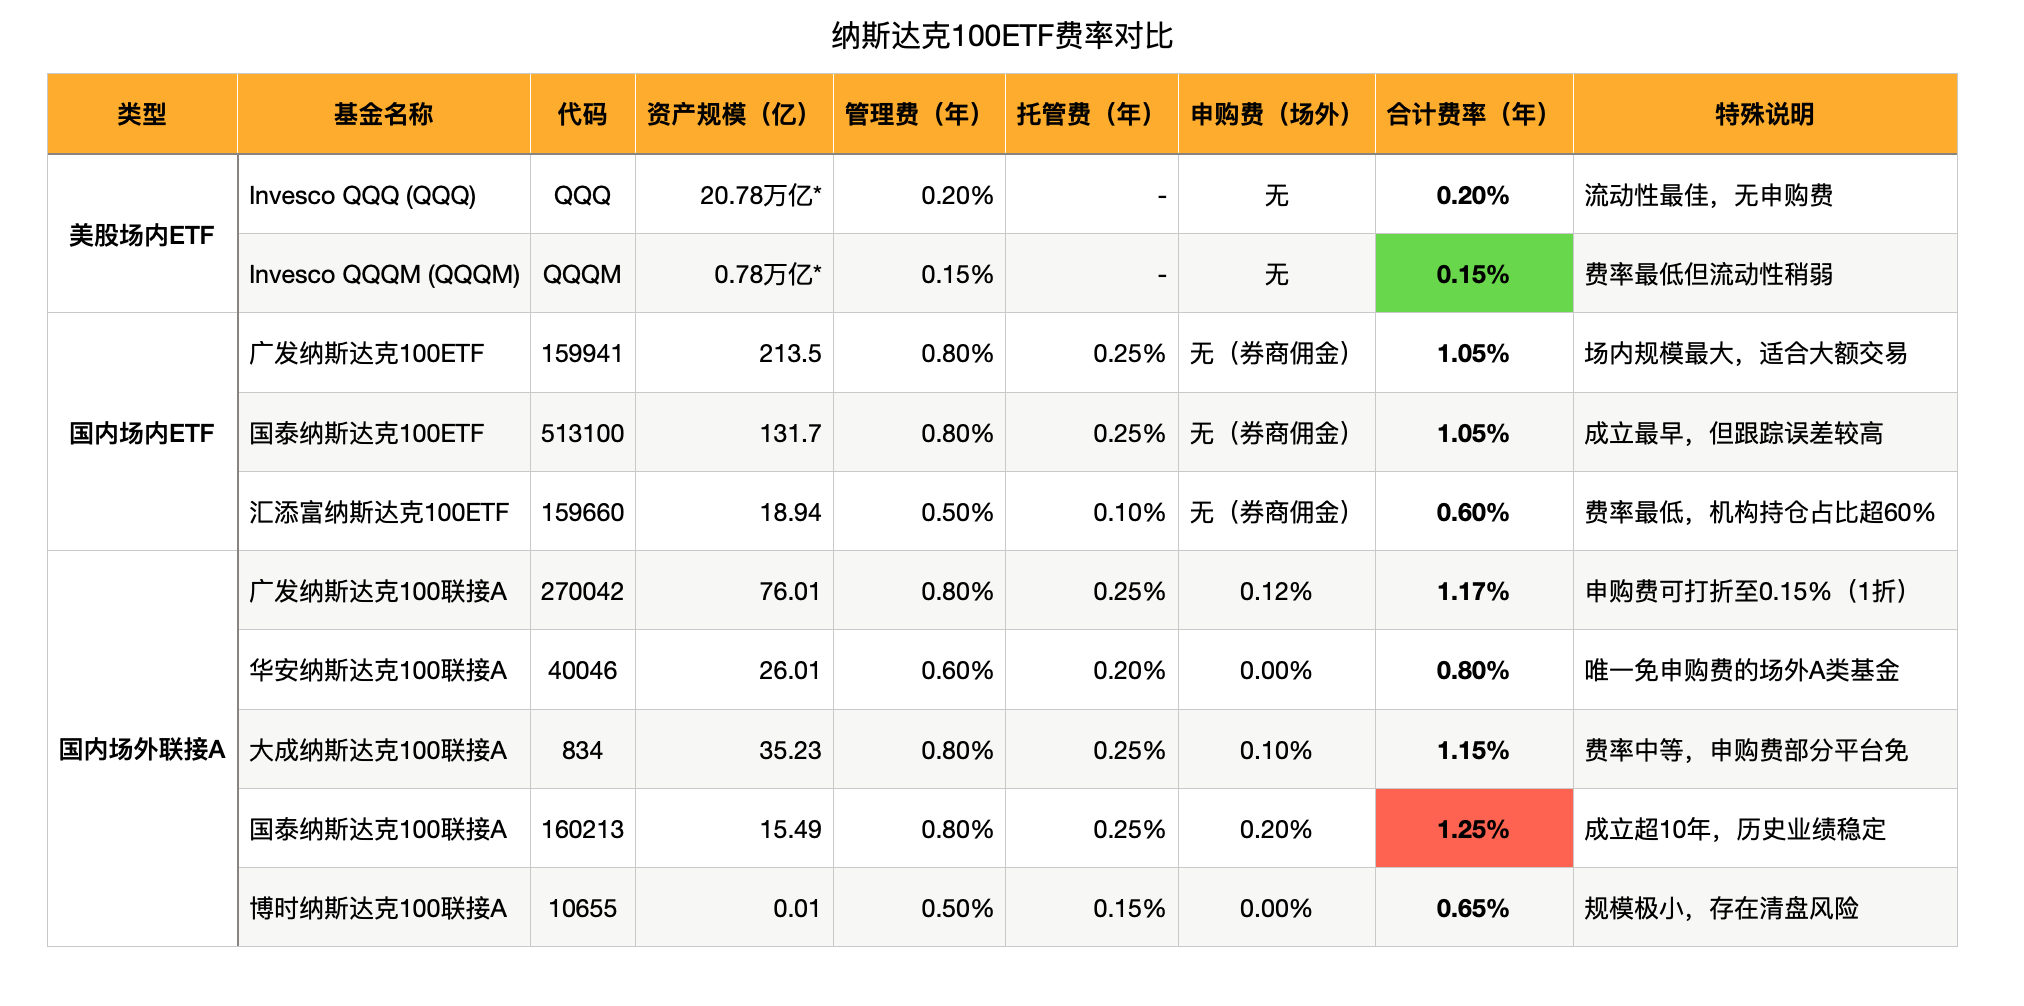 纳斯达克100ETF费率对比
类型 基金名称 代码 资产规模（亿） 管理费（年） 托管费（年） 申购费（场外） 合计费率（年） 特殊说明
美股场内ETF Invesco QQQ (QQQ) QQQ 20.78万亿* 0.20% - 无 0.20% 流动性最佳，无申购费
Invesco QQQM (QQQM) QQQM 0.78万亿* 0.15% - 无 0.15% 费率最低但流动性稍弱
国内场内ETF 广发纳斯达克100ETF 159941 213.5 0.80% 0.25% 无（券商佣金） 1.05% 场内规模最大，适合大额交易
国泰纳斯达克100ETF 513100 131.7 0.80% 0.25% 无（券商佣金） 1.05% 成立最早，但跟踪误差较高
汇添富纳斯达克100ETF 159660 18.94 0.50% 0.10% 无（券商佣金） 0.60% 费率最低，机构持仓占比超60%
国内场外联接A 广发纳斯达克100联接A 270042 76.01 0.80% 0.25% 0.12% 1.17% 申购费可打折至0.15%（1折）
华安纳斯达克100联接A 40046 26.01 0.60% 0.20% 0.00% 0.80% 唯一免申购费的场外A类基金
大成纳斯达克100联接A 834 35.23 0.80% 0.25% 0.10% 1.15% 费率中等，申购费部分平台免
国泰纳斯达克100联接A 160213 15.49 0.80% 0.25% 0.20% 1.25% 成立超10年，历史业绩稳定
博时纳斯达克100联接A 10655 0.01 0.50% 0.15% 0.00% 0.65% 规模极小，存在清盘风险